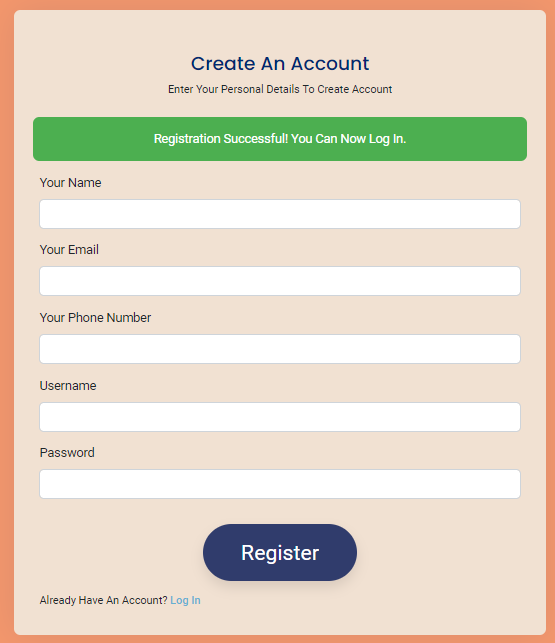 Create An Account
Enter Your Personal Details To Create Account
Registration Successful! You Can Now Log In.
Your Name
Your Email
Your Phone Number
Username
Password
Register
Already Have An Account? Log In